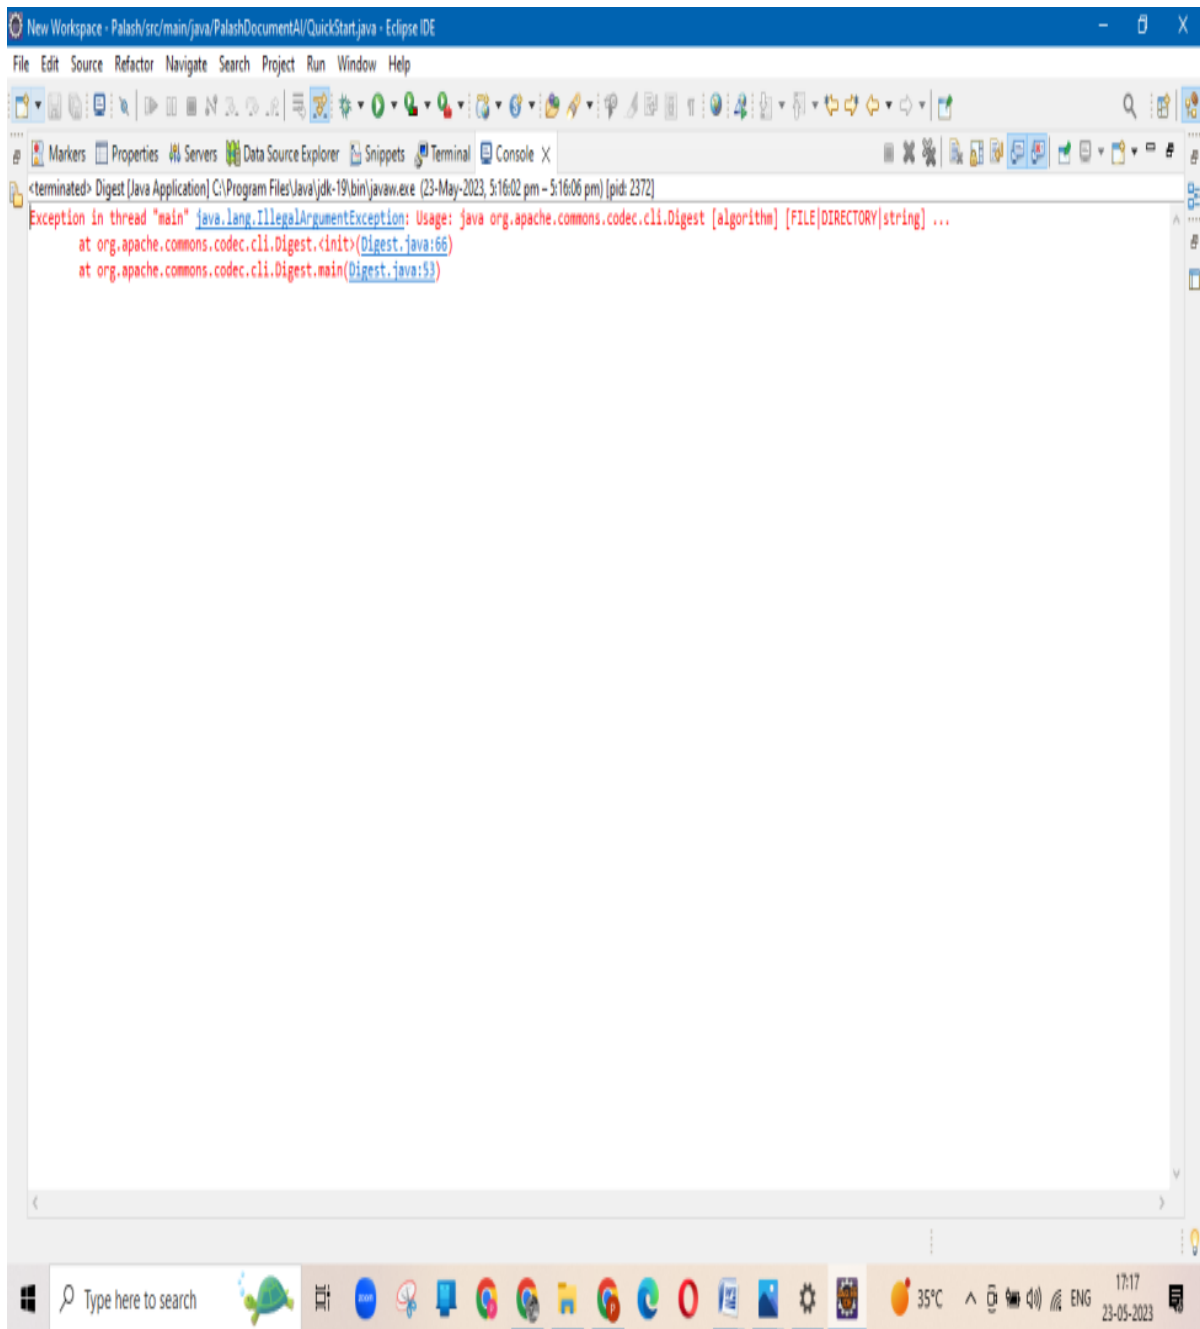 New Workspace - Palash/src/main/java/PalashDocumentAI/QuickStart.java - Eclipse IDE
File Edit Source Refactor Navigate Search Project Run Window Help
Markers Properties Servers Data Source Explorer Snippets Terminal Console
<terminated> Digest [Java Application] C:\Program Files\Java\jdk-19\bin\javaw.exe (23-May-2023, 5:16:02 pm – 5:16:06 pm) [pid: 2372]
Exception in thread "main" java.lang.IllegalArgumentException: Usage: java org.apache.commons.codec.cli.Digest [algorithm] [FILE|DIRECTORY|string] ...
at org.apache.commons.codec.cli.Digest.<init>(Digest.java:66)
at org.apache.commons.codec.cli.Digest.main(Digest.java:53)
Type here to search
zoom
35°C
ENG
17:17
23-05-2023